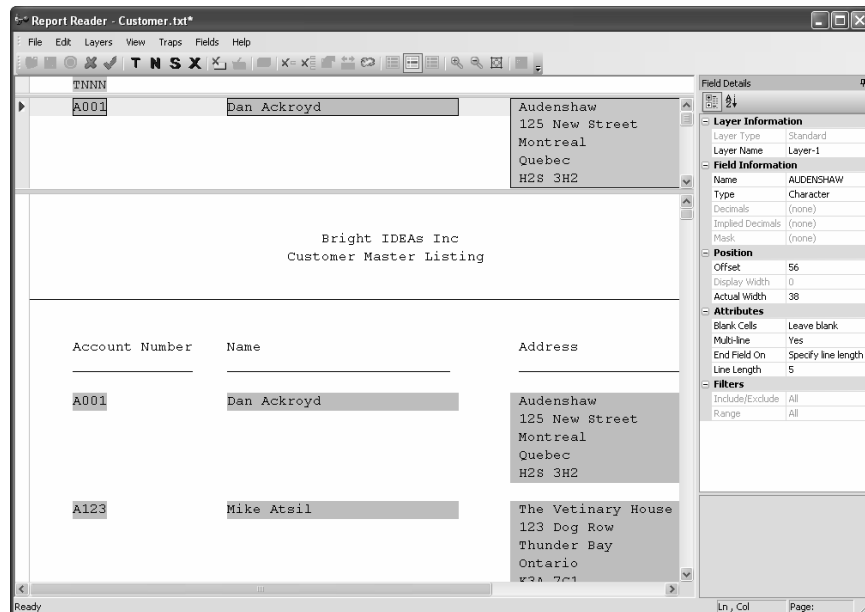 Report Reader - Customer.txt*
File Edit Layers View Traps Fields Help
T N S X X= X
TNNN
A001 Dan Ackroyd Audenshaw
125 New Street
Montreal
Quebec
H2S 3H2
Bright IDEAs Inc
Customer Master Listing
Account Number Name Address
A001 Dan Ackroyd Audenshaw
125 New Street
Montreal
Quebec
H2S 3H2
A123 Mike Atsil The Vetinary House
123 Dog Row
Thunder Bay
Ontario
K3A 7C1
Field Details
Layer Information
Layer Type Standard
Layer Name Layer-1
Field Information
Name AUDENSHAW
Type Character
Decimals (none)
Implied Decimals (none)
Mask (none)
Position
Offset 56
Display Width 0
Actual Width 38
Attributes
Blank Cells Leave blank
Multi-line Yes
End Field On Specify line length
Line Length 5
Filters
Include/Exclude All
Range All
Ready Ln , Col Page: